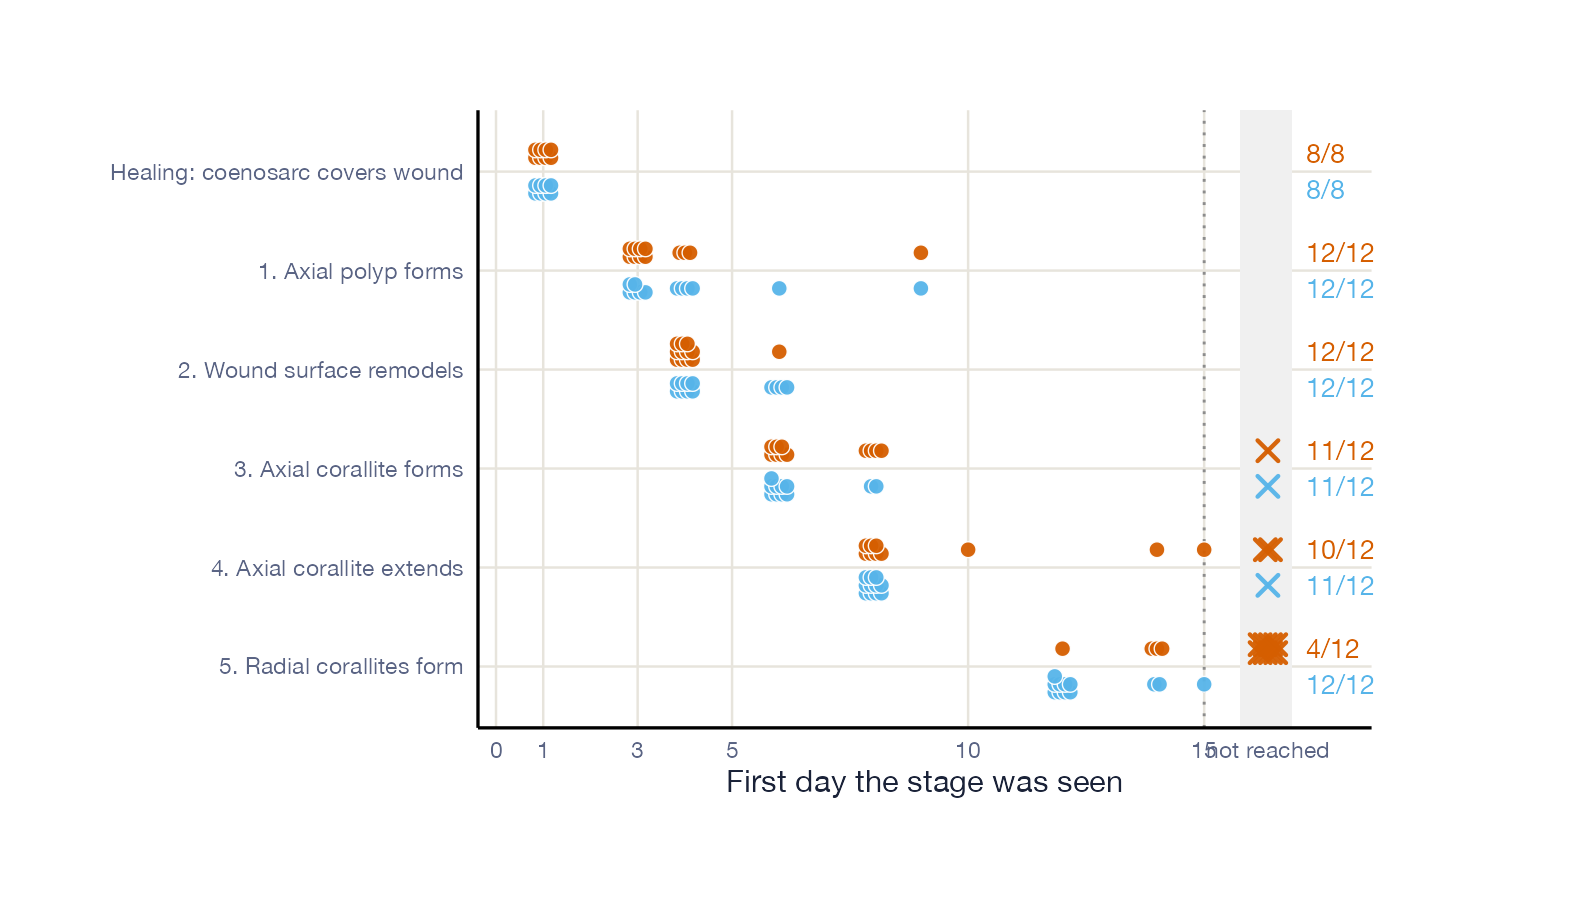 Healing: coenosarc covers wound
8/8
8/8
1. Axial polyp forms
12/12
12/12
2. Wound surface remodels
12/12
12/12
3. Axial corallite forms
11/12
11/12
4. Axial corallite extends
10/12
11/12
5. Radial corallites form
4/12
12/12
0 1 3 5 10 15 not reached
First day the stage was seen